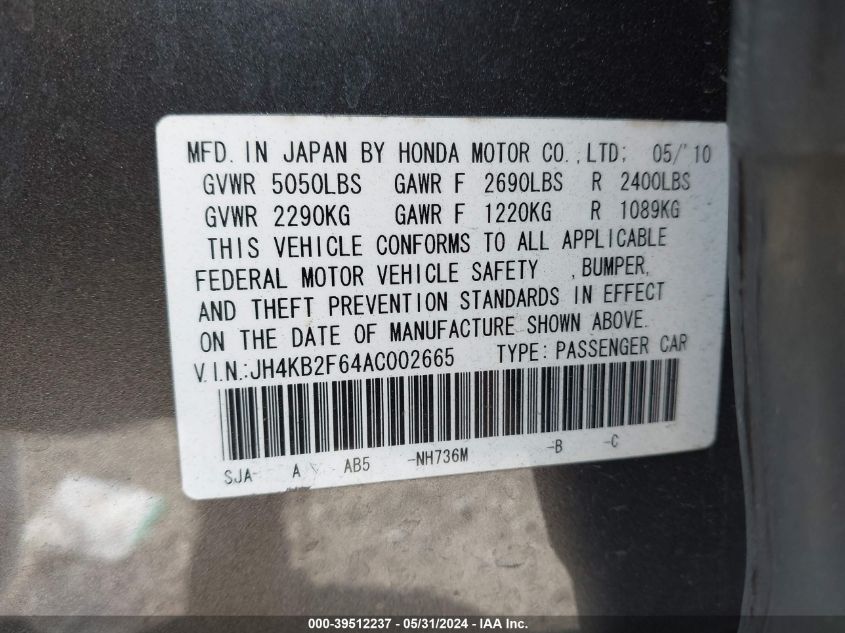 MFD. IN JAPAN BY HONDA MOTOR CO.,LTD; 05/'10
GVWR 5050LBS GAWR F 2690LBS R 2400LBS
GVWR 2290KG GAWR F 1220KG R 1089KG
THIS VEHICLE CONFORMS TO ALL APPLICABLE
FEDERAL MOTOR VEHICLE SAFETY , BUMPER,
AND THEFT PREVENTION STANDARDS IN EFFECT
ON THE DATE OF MANUFACTURE SHOWN ABOVE.
V.I.N.:JH4KB2F64AC002665 TYPE: PASSENGER CAR
SJA- A AB5 -NH736M -B -C
000-39512237 - 05/31/2024 - IAA Inc.